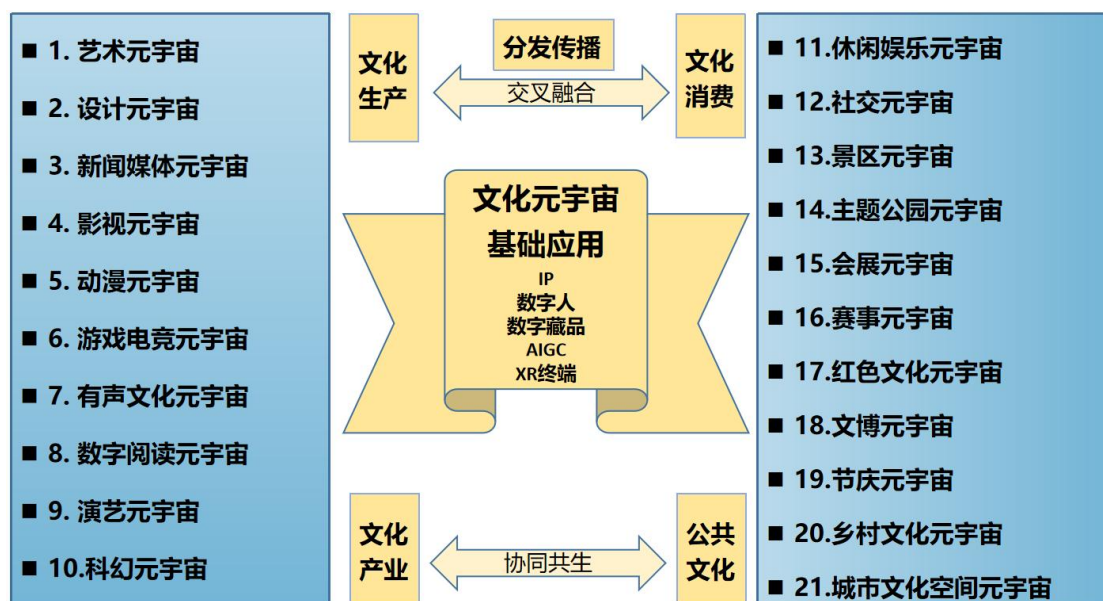 1. 艺术元宇宙
2. 设计元宇宙
3. 新闻媒体元宇宙
4. 影视元宇宙
5. 动漫元宇宙
6. 游戏电竞元宇宙
7. 有声文化元宇宙
8. 数字阅读元宇宙
9. 演艺元宇宙
10.科幻元宇宙
文化
生产
分发传播
交叉融合
文化
消费
文化元宇宙
基础应用
IP
数字人
数字藏品
AIGC
XR终端
文化
产业
协同共生
公共
文化
11.休闲娱乐元宇宙
12.社交元宇宙
13.景区元宇宙
14.主题公园元宇宙
15.会展元宇宙
16.赛事元宇宙
17.红色文化元宇宙
18.文博元宇宙
19.节庆元宇宙
20.乡村文化元宇宙
21.城市文化空间元宇宙